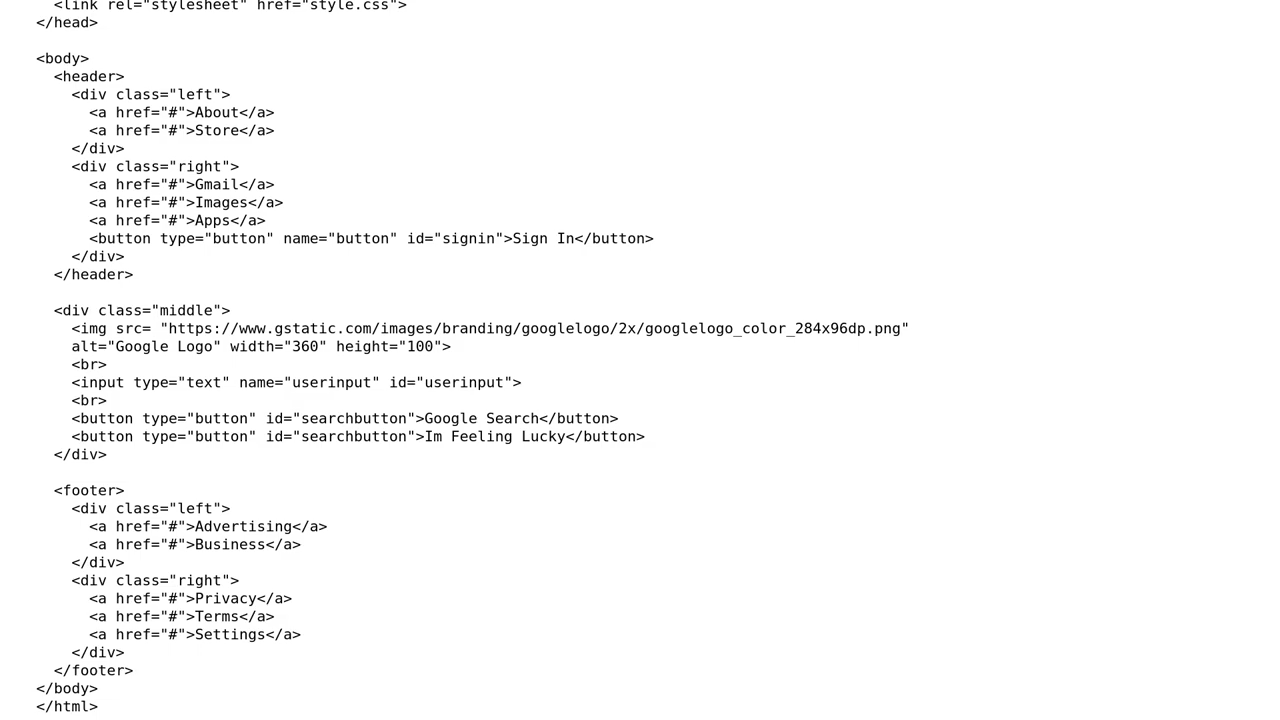 <link rel="stylesheet" href="style.css">
</head>
<body>
<header>
<div class="left">
<a href="#">About</a>
<a href="#">Store</a>
</div>
<div class="right">
<a href="#">Gmail</a>
<a href="#">Images</a>
<a href="#">Apps</a>
<button type="button" name="button" id="signin">Sign In</button>
</div>
</header>
<div class="middle">
<img src= "https://www.gstatic.com/images/branding/googlelogo/2x/googlelogo_color_284x96dp.png"
alt="Google Logo" width="360" height="100">
<br>
<input type="text" name="userinput" id="userinput">
<br>
<button type="button" id="searchbutton">Google Search</button>
<button type="button" id="searchbutton">Im Feeling Lucky</button>
</div>
<footer>
<div class="left">
<a href="#">Advertising</a>
<a href="#">Business</a>
</div>
<div class="right">
<a href="#">Privacy</a>
<a href="#">Terms</a>
<a href="#">Settings</a>
</div>
</footer>
</body>
</html>